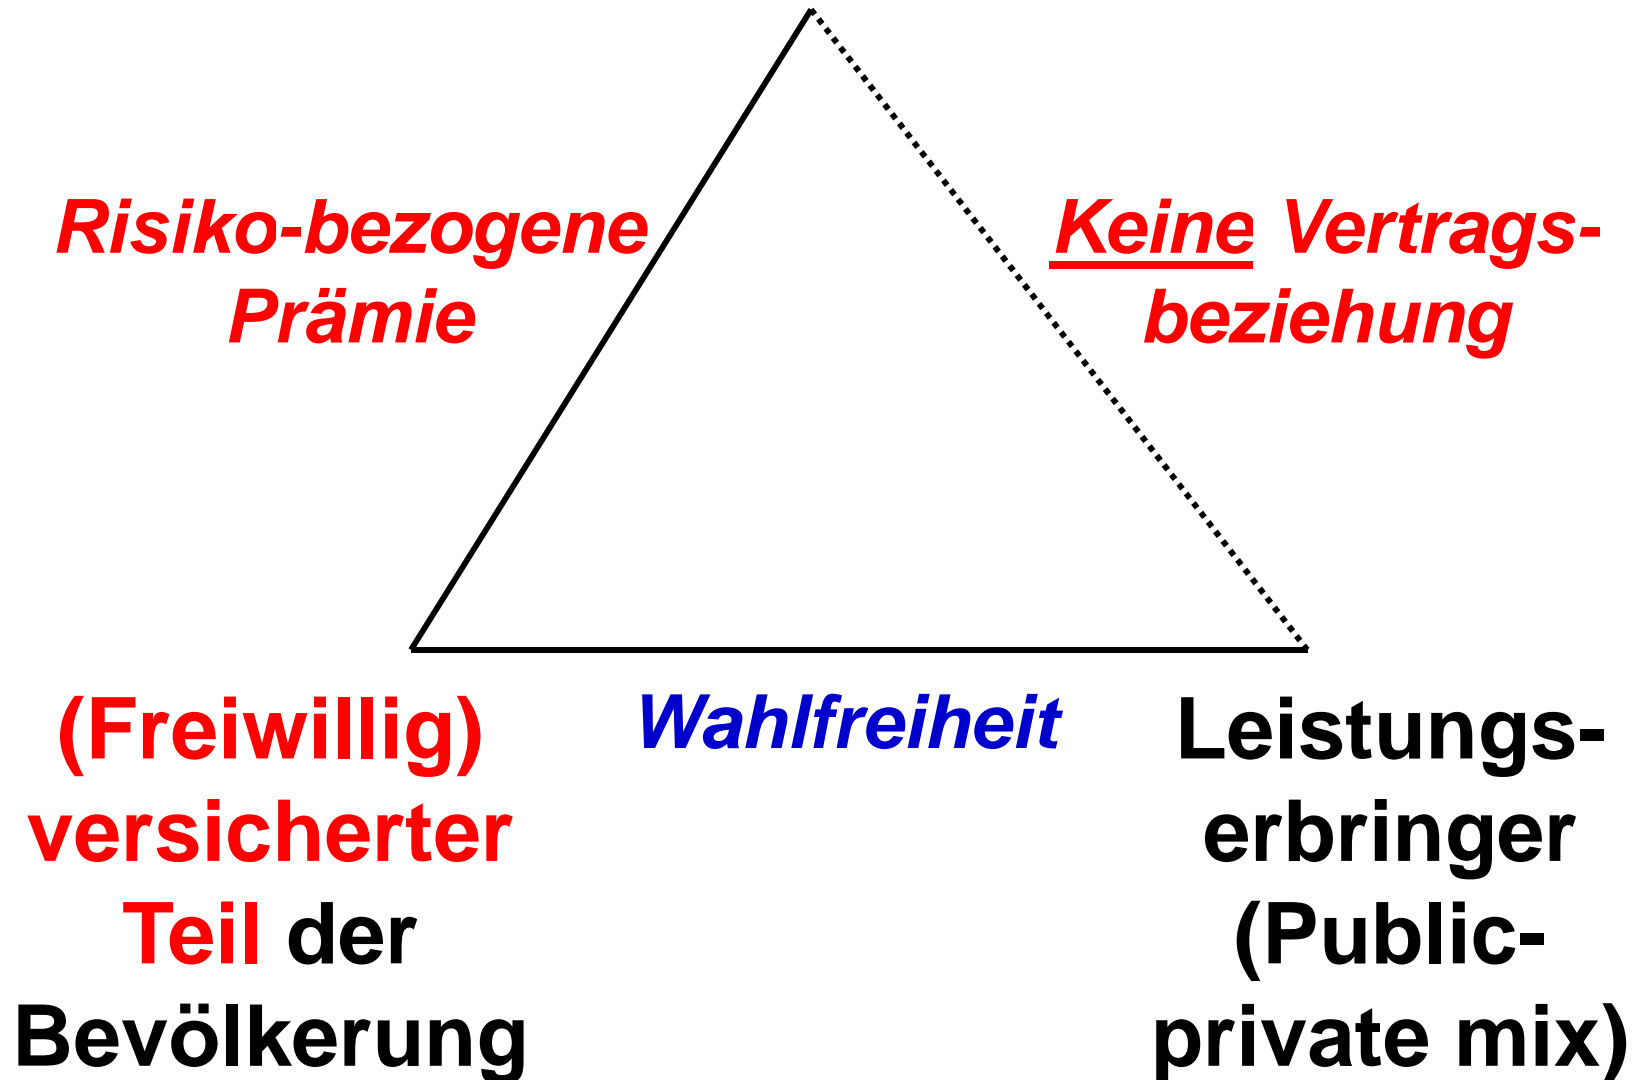 Risiko-bezogene
Prämie
Keine Vertrags-
beziehung
Wahlfreiheit
(Freiwillig)
versicherter
Teil der
Bevölkerung
Leistungs-
erbringer
(Public-
private mix)